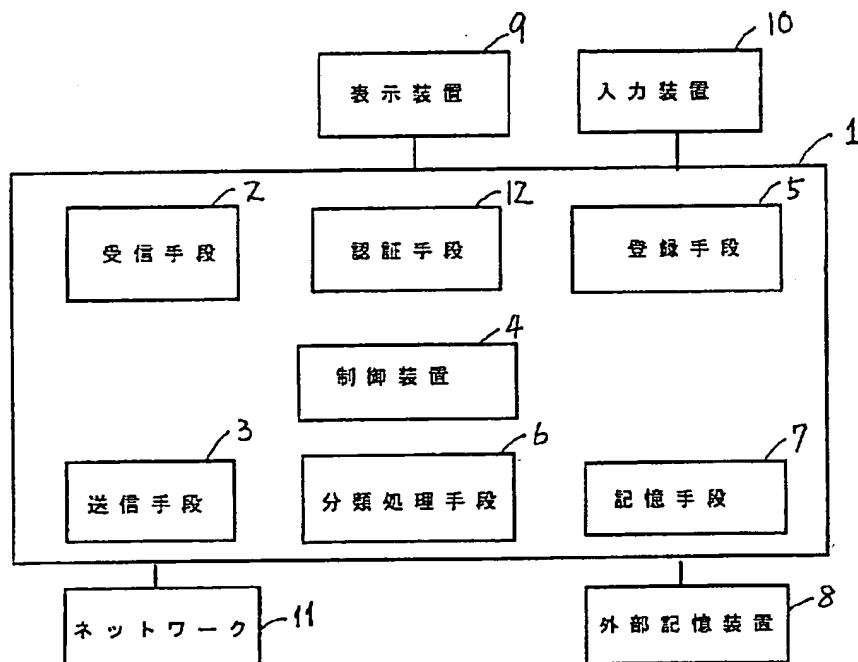 9
表示装置
10
入力装置
1
2
受信手段
12
認証手段
5
登録手段
4
制御装置
3
送信手段
6
分類処理手段
7
記憶手段
ネットワーク
11
外部記憶装置
8